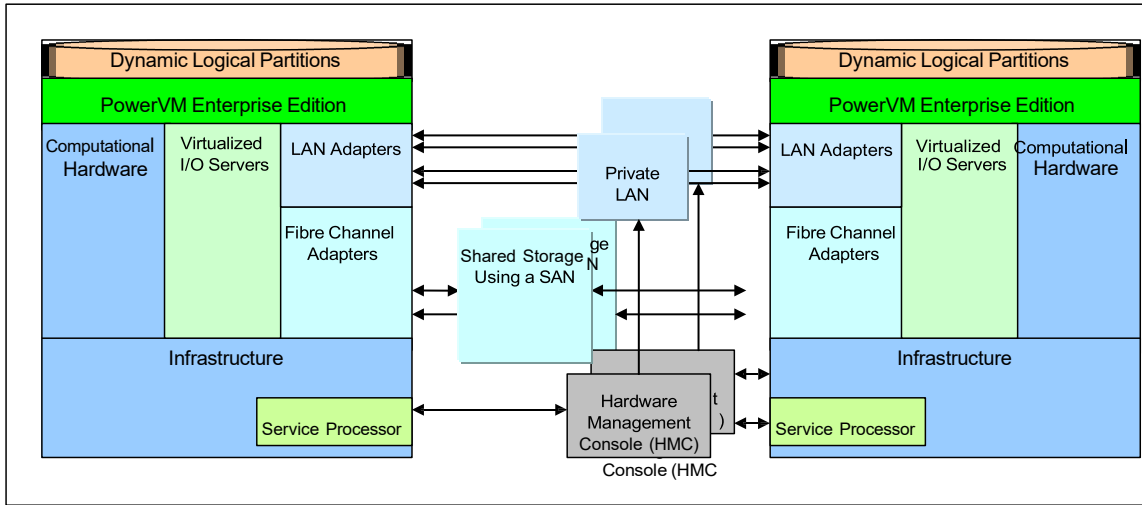 Dynamic Logical Partitions
PowerVM Enterprise Edition
Computational
Hardware
Virtualized
I/O Servers
LAN Adapters
Fibre Channel
Adapters
Infrastructure
Service Processor
Private
LAN
ge
N
Shared Storage
Using a SAN
t
)
Hardware
Management
Console (HMC)
Console (HMC
Dynamic Logical Partitions
PowerVM Enterprise Edition
LAN Adapters
Virtualized
I/O Servers
Computational
Hardware
Fibre Channel
Adapters
Infrastructure
Service Processor